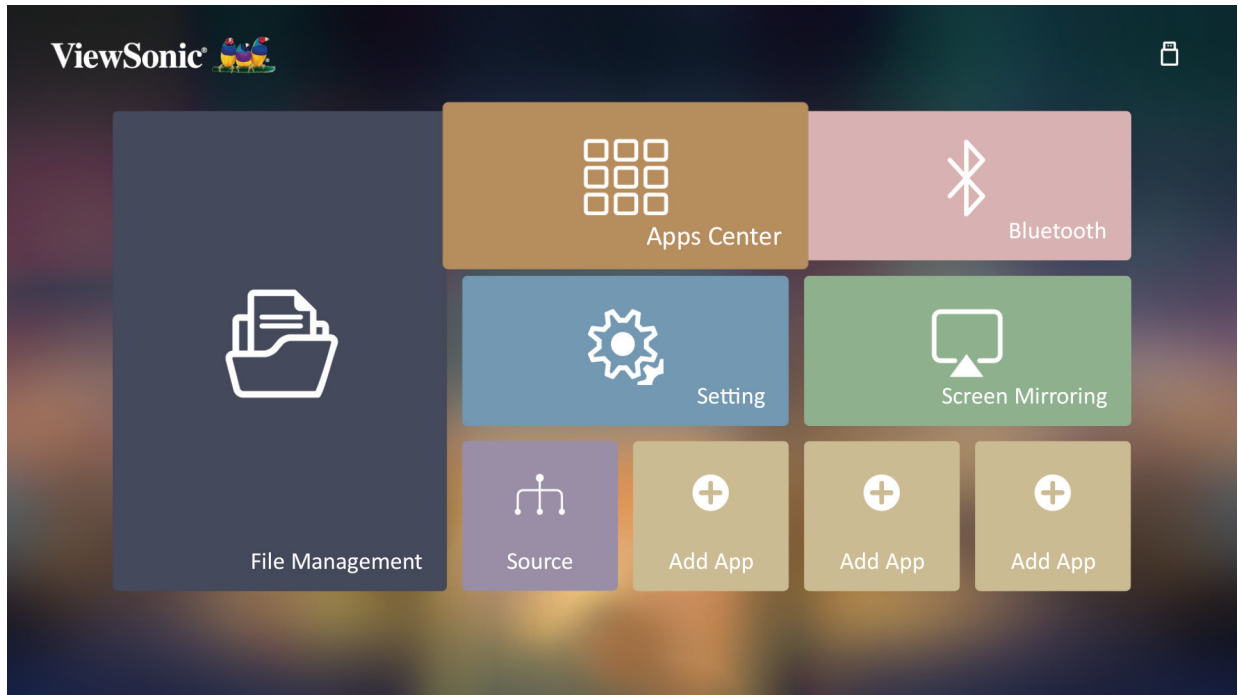 ViewSonic®
Apps Center
Bluetooth
Setting
Screen Mirroring
File Management
Source
Add App
Add App
Add App